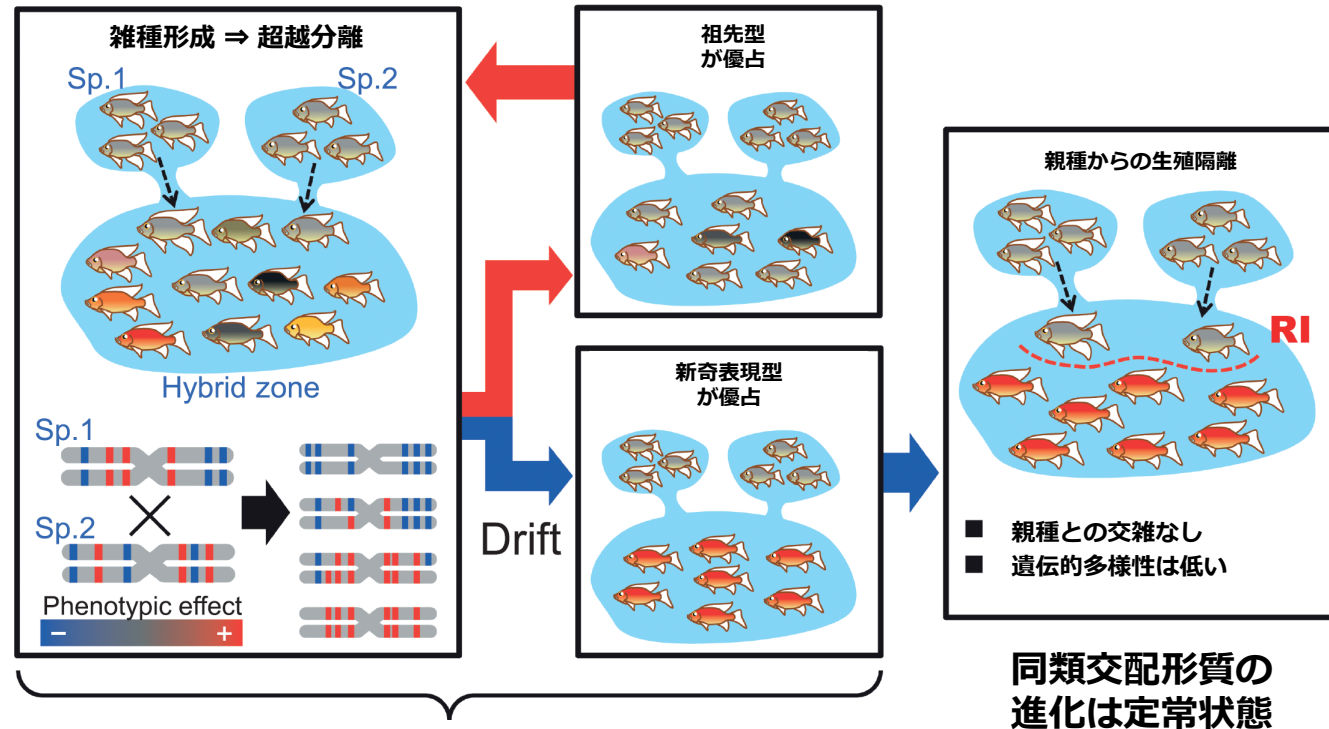 雑種形成 ⇒ 超越分離
Sp.1
Sp.2
Hybrid zone
Sp.1
Sp.2
Phenotypic effect
− +
Drift
祖先型
が優占
新奇表現型
が優占
親種からの生殖隔離
RI
■ 親種との交雑なし
■ 遺伝的多様性は低い
同類交配形質の
進化は定常状態